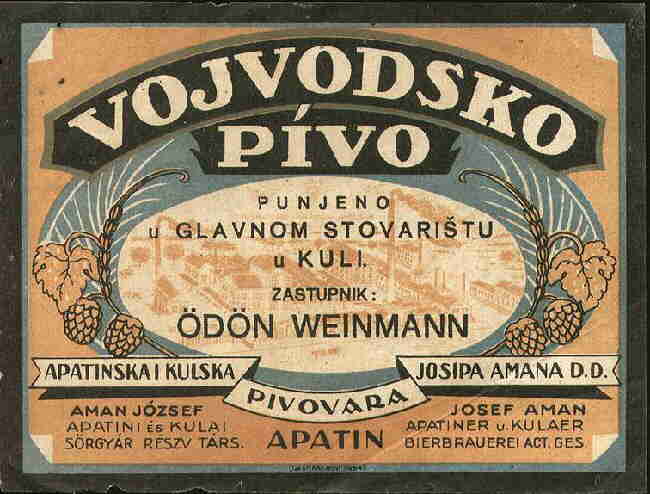 VOJVODSKO
PÍVO
PUNJENO
u GLAVNOM STOVARIŠTU
u KULI.
ZASTUPNIK:
ÖDÖN WEINMANN
APATINSKA I KULSKA
PIVOVARA
JOSIPA AMANA D.D.
AMAN JÓZSEF
APATINI és KULAI
SÖRGYÁR RÉSZV TÁRS.
APATIN
JOSEF AMAN
APATINER u. KULAER
BIERBRAUEREI ACT. GES.